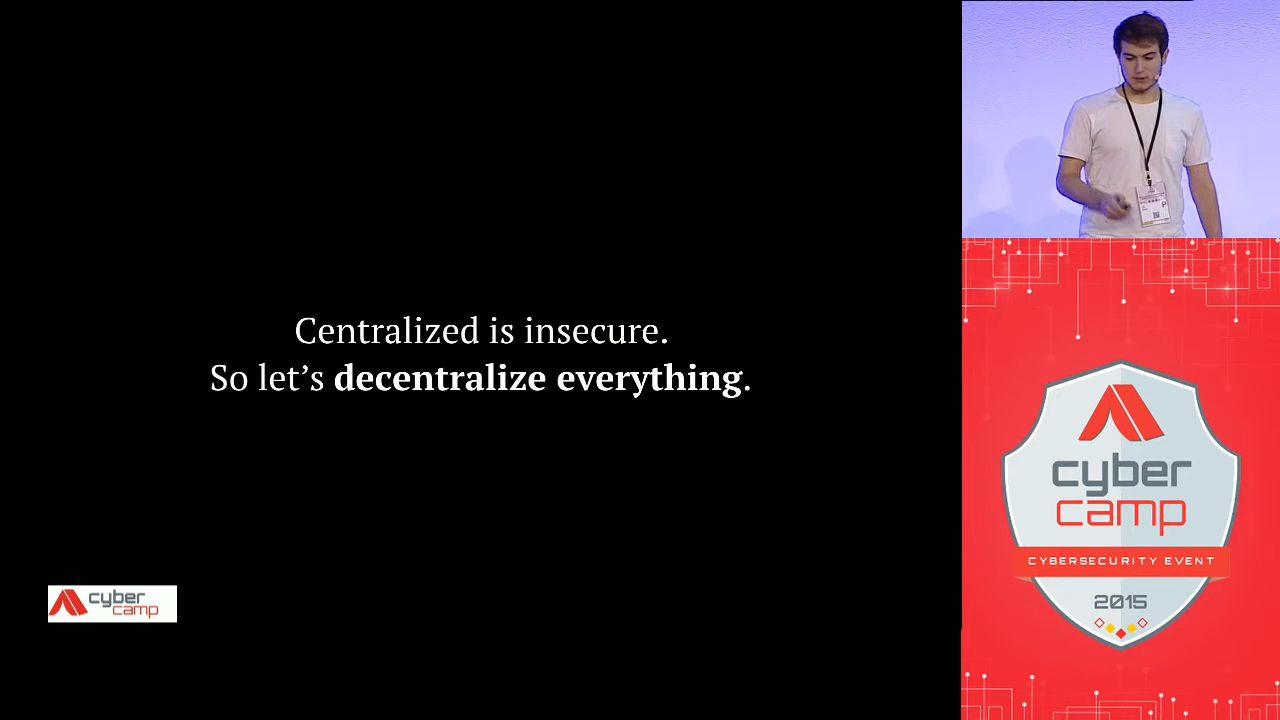 Centralized is insecure.
So let's decentralize everything.
cyber
camp
P
cyber
camp
CYBERSECURITY EVENT
2015